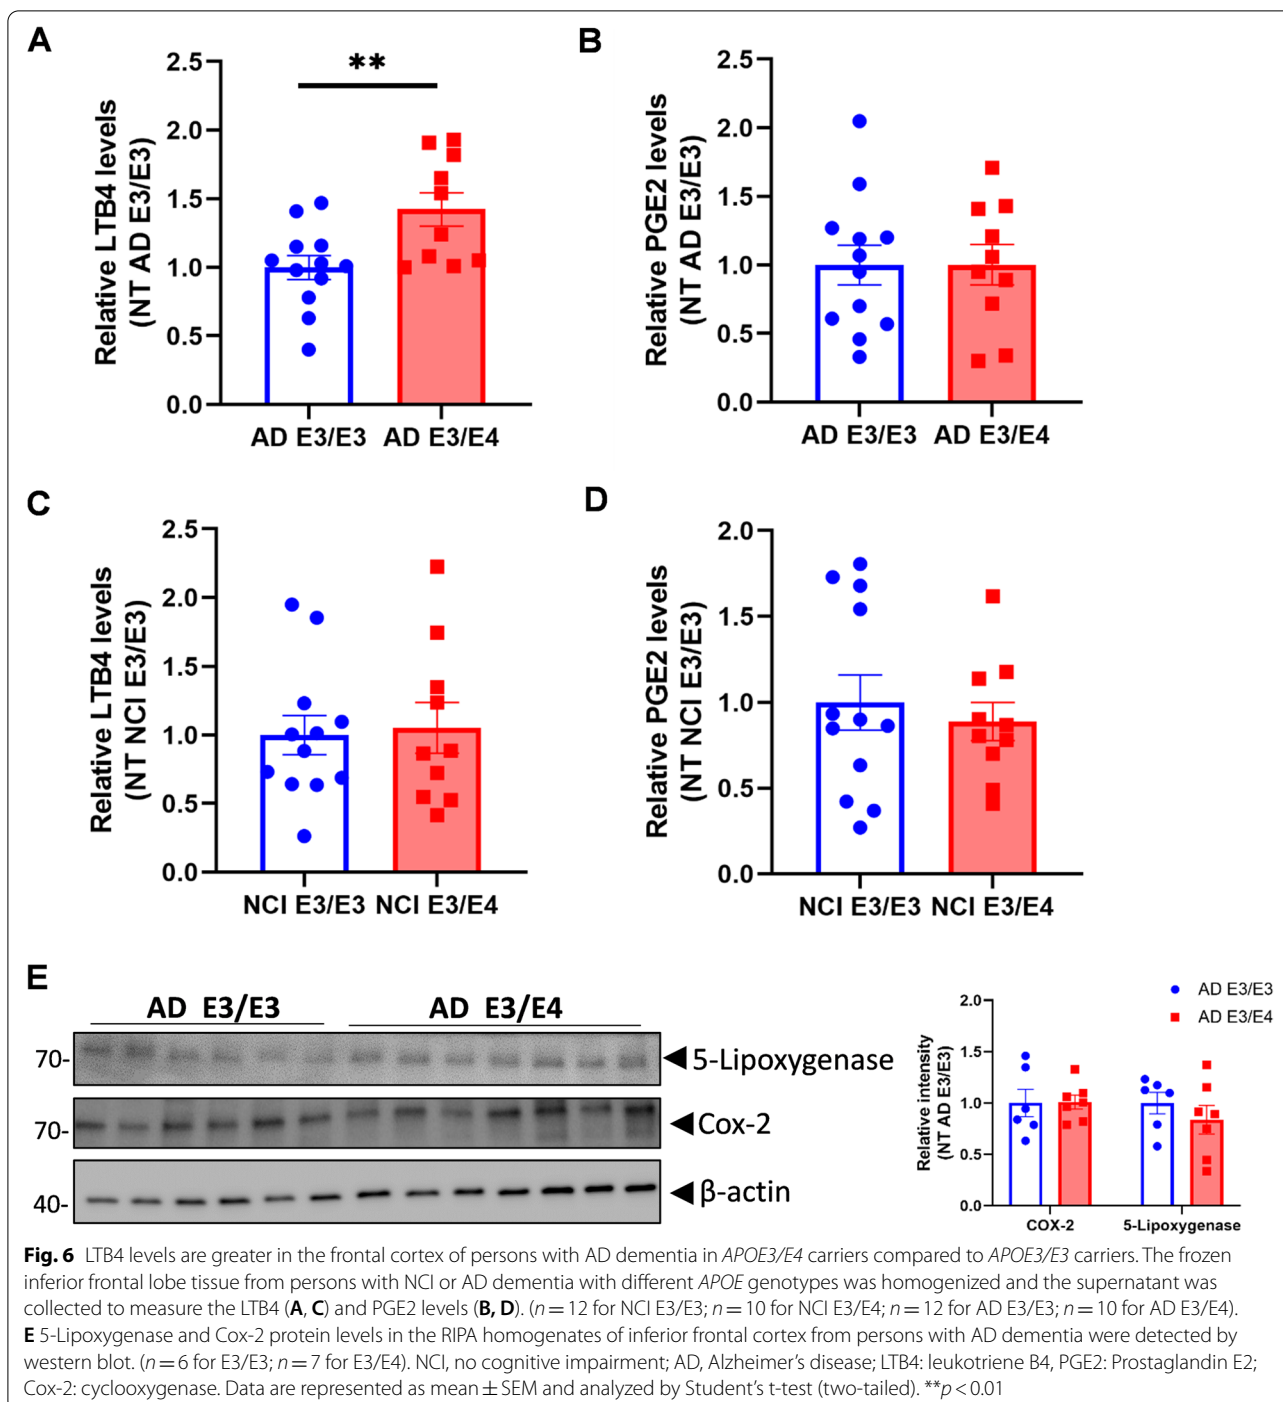 A
**
2.5
2.0
1.5
1.0
0.5
0.0
Relative LTB4 levels
(NT AD E3/E3)
AD E3/E3 AD E3/E4
B
2.5
2.0
1.5
1.0
0.5
0.0
Relative PGE2 levels
(NT AD E3/E3)
AD E3/E3 AD E3/E4
C
2.5
2.0
1.5
1.0
0.5
0.0
Relative LTB4 levels
(NT NCI E3/E3)
NCI E3/E3 NCI E3/E4
D
2.0
1.5
1.0
0.5
0.0
Relative PGE2 levels
(NT NCI E3/E3)
NCI E3/E3 NCI E3/E4
E
AD E3/E3 AD E3/E4
70- 5-Lipoxygenase
70- Cox-2
40- β-actin
AD E3/E3
AD E3/E4
2.0
1.5
1.0
0.5
0.0
Relative intensity
(NT AD E3/E3)
COX-2 5-Lipoxygenase
Fig. 6 LTB4 levels are greater in the frontal cortex of persons with AD dementia in APOE3/E4 carriers compared to APOE3/E3 carriers. The frozen
inferior frontal lobe tissue from persons with NCI or AD dementia with different APOE genotypes was homogenized and the supernatant was
collected to measure the LTB4 (A, C) and PGE2 levels (B, D). (n = 12 for NCI E3/E3; n = 10 for NCI E3/E4; n = 12 for AD E3/E3; n = 10 for AD E3/E4).
E 5-Lipoxygenase and Cox-2 protein levels in the RIPA homogenates of inferior frontal cortex from persons with AD dementia were detected by
western blot. (n = 6 for E3/E3; n = 7 for E3/E4). NCI, no cognitive impairment; AD, Alzheimer's disease; LTB4: leukotriene B4, PGE2: Prostaglandin E2;
Cox-2: cyclooxygenase. Data are represented as mean ± SEM and analyzed by Student's t-test (two-tailed). **p < 0.01